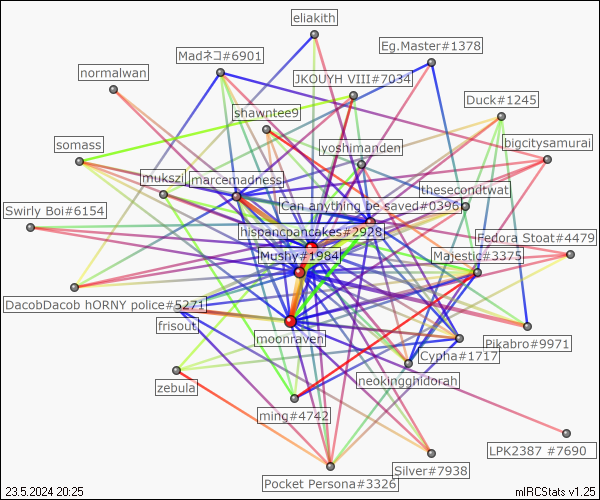 eliakith
Eg.Master#1378
Madネコ#6901
normalwan
JKOUYH VIII#7034
Duck#1245
shawntee9
bigcitysamurai
somass
yoshimanden
mukszi
marcemadness
thesecondtwat
Can anything be saved#0396
Swirly Boi#6154
hispancpancakes#2928
Fedora Stoat#4479
Mushy#1984
Majestic#3375
DacobDacob hORNY police#5271
frisout
moonraven
Pikabro#9971
Cypha#1717
neokingghidorah
zebula
ming#4742
LPK2387 #7690
Silver#7938
Pocket Persona#3326
23.5.2024 20:25
mIRCStats v1.25